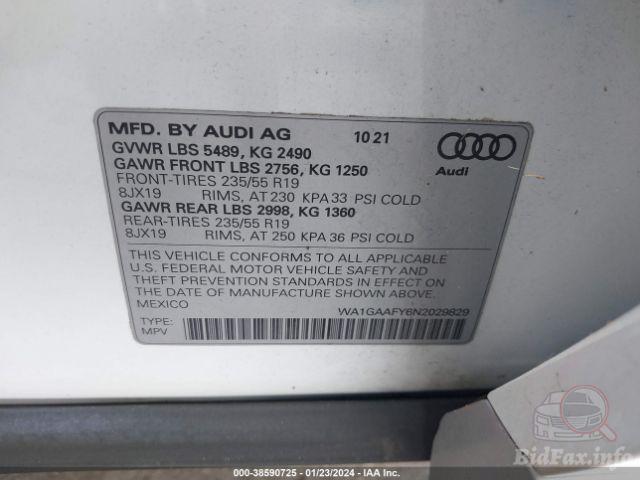 MFD. BY AUDI AG 10 21
GVWR LBS 5489, KG 2490
GAWR FRONT LBS 2756, KG 1250
FRONT-TIRES 235/55 R19
8JX19 RIMS, AT 230 KPA 33 PSI COLD
GAWR REAR LBS 2998, KG 1360
REAR-TIRES 235/55 R19
8JX19 RIMS, AT 250 KPA 36 PSI COLD
Audi
THIS VEHICLE CONFORMS TO ALL APPLICABLE
U.S. FEDERAL MOTOR VEHICLE SAFETY AND
THEFT PREVENTION STANDARDS IN EFFECT ON
THE DATE OF MANUFACTURE SHOWN ABOVE.
MEXICO
WA1GAAFY6N2029829
TYPE:
MPV
BidFax.info
© 38590725 - 01/23/2024 - IAA Inc.